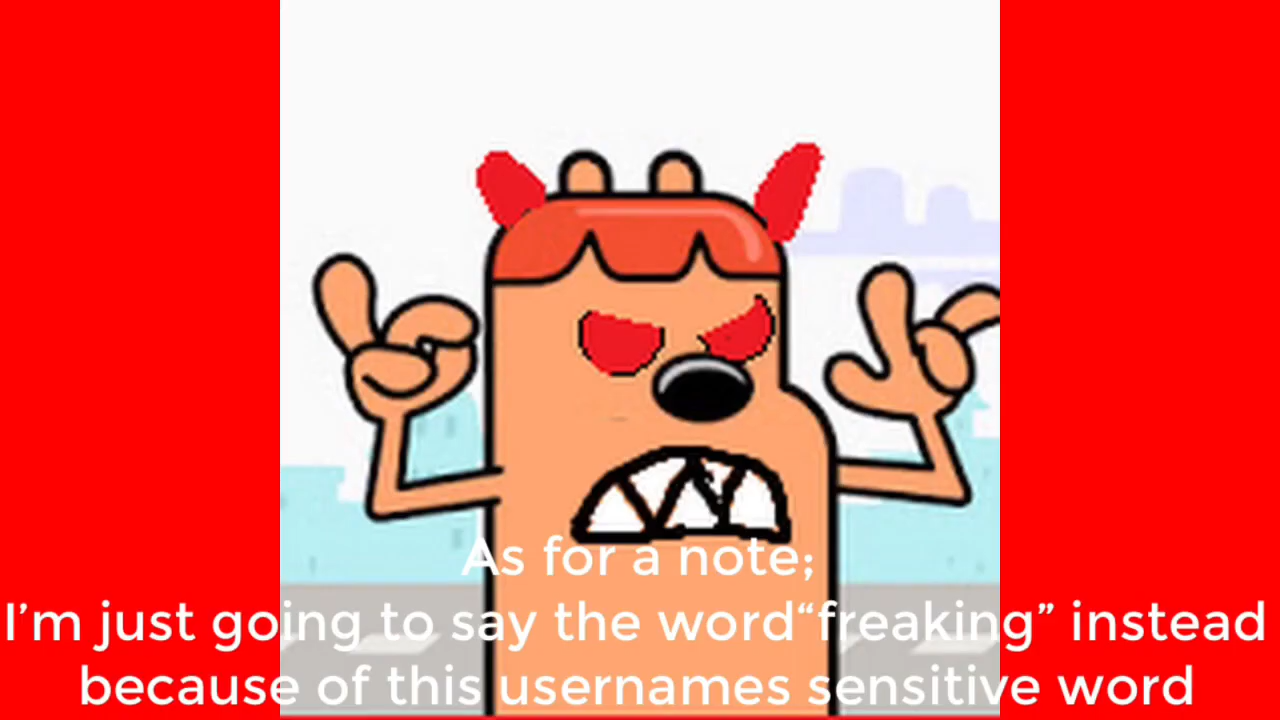 As for a note;
I’m just going to say the word“freaking” instead
because of this usernames sensitive word